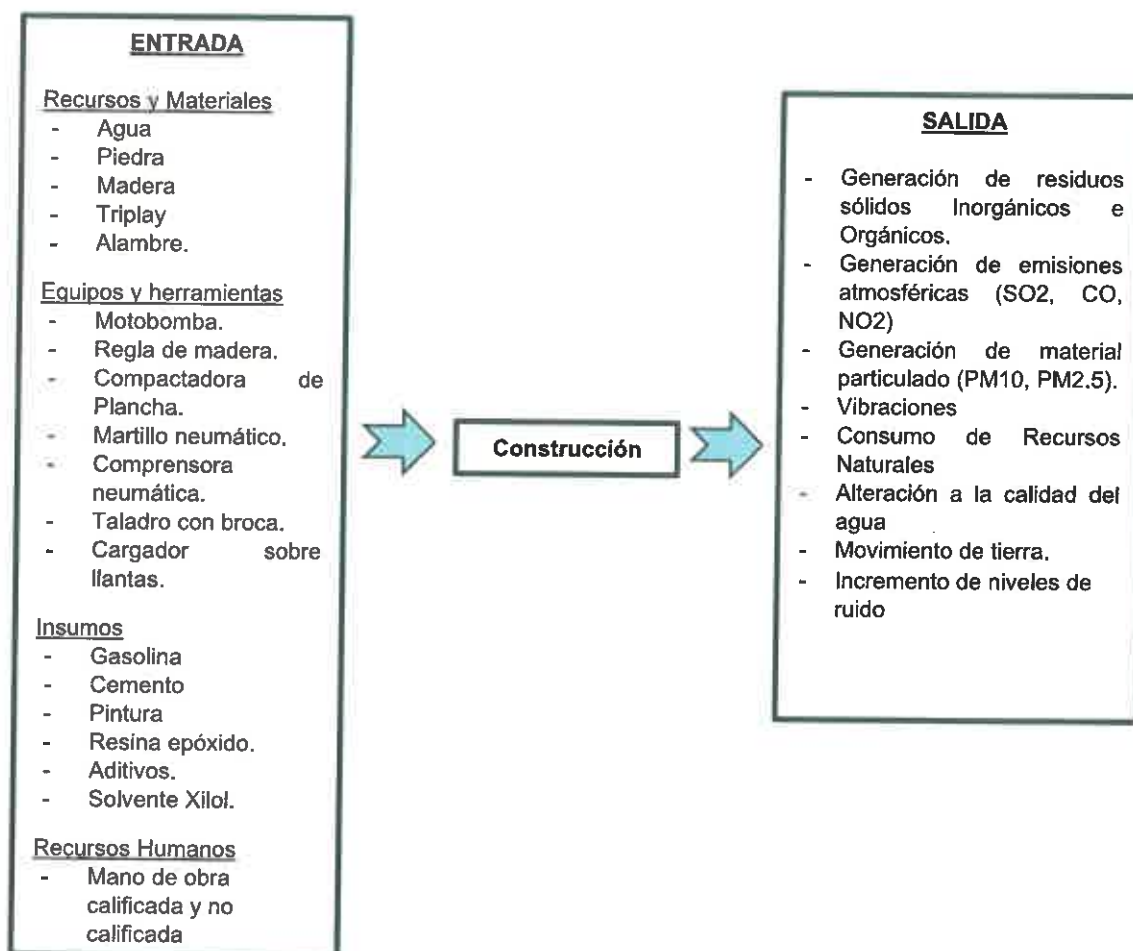 ENTRADA
Recursos y Materiales
- Agua
- Piedra
- Madera
- Triplay
- Alambre.
Equipos y herramientas
- Motobomba.
- Regla de madera.
- Compactadora de
Plancha.
- Martillo neumático.
- Comprensora
neumática.
- Taladro con broca.
- Cargador sobre
llantas.
Insumos
- Gasolina
- Cemento
- Pintura
- Resina epóxido.
- Aditivos.
- Solvente Xilol.
Recursos Humanos
- Mano de obra
calificada y no
calificada
Construcción
SALIDA
- Generación de residuos
sólidos Inorgánicos e
Orgánicos.
- Generación de emisiones
atmosféricas (SO2, CO,
NO2)
- Generación de material
particulado (PM10, PM2.5).
- Vibraciones
- Consumo de Recursos
Naturales
- Alteración a la calidad del
agua
- Movimiento de tierra.
- Incremento de niveles de
ruido